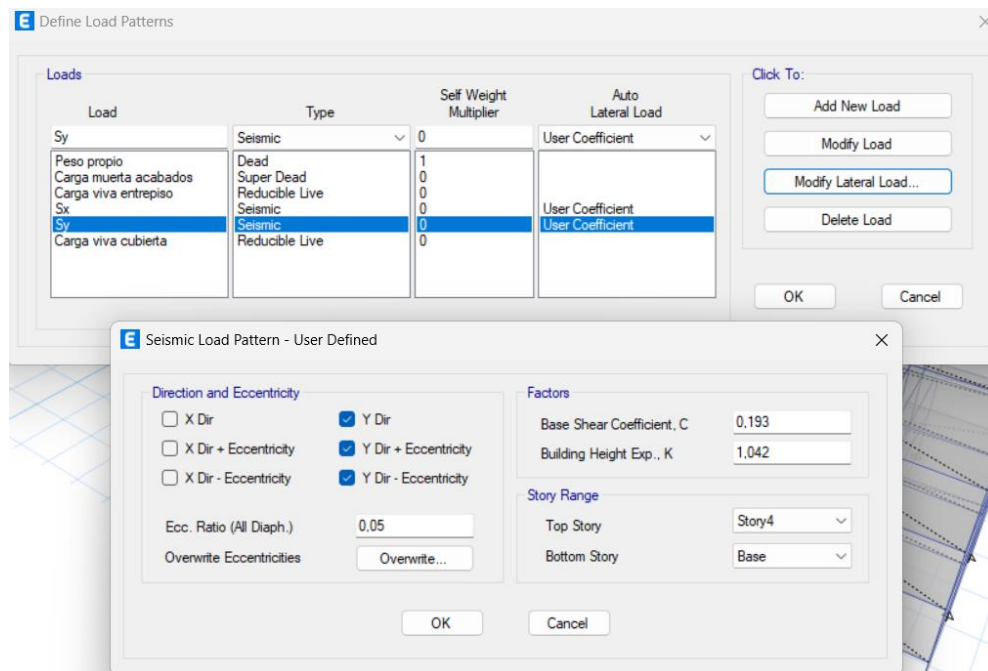 E Define Load Patterns
Loads
Load Type Self Weight Multiplier Auto Lateral Load
Sy Seismic 0 User Coefficient
Peso propio Dead 1
Carga muerta acabados Super Dead 0
Carga viva entrepiso Reducible Live 0
Sx Seismic 0 User Coefficient
Sy Seismic 0 User Coefficient
Carga viva cubierta Reducible Live 0
Click To:
Add New Load
Modify Load
Modify Lateral Load...
Delete Load
OK Cancel
E Seismic Load Pattern - User Defined
Direction and Eccentricity
X Dir Y Dir
X Dir + Eccentricity Y Dir + Eccentricity
X Dir - Eccentricity Y Dir - Eccentricity
Ecc. Ratio (All Diaph.) 0,05
Overwrite Eccentricities Overwrite...
Factors
Base Shear Coefficient, C 0,193
Building Height Exp., K 1,042
Story Range
Top Story Story4
Bottom Story Base
OK Cancel